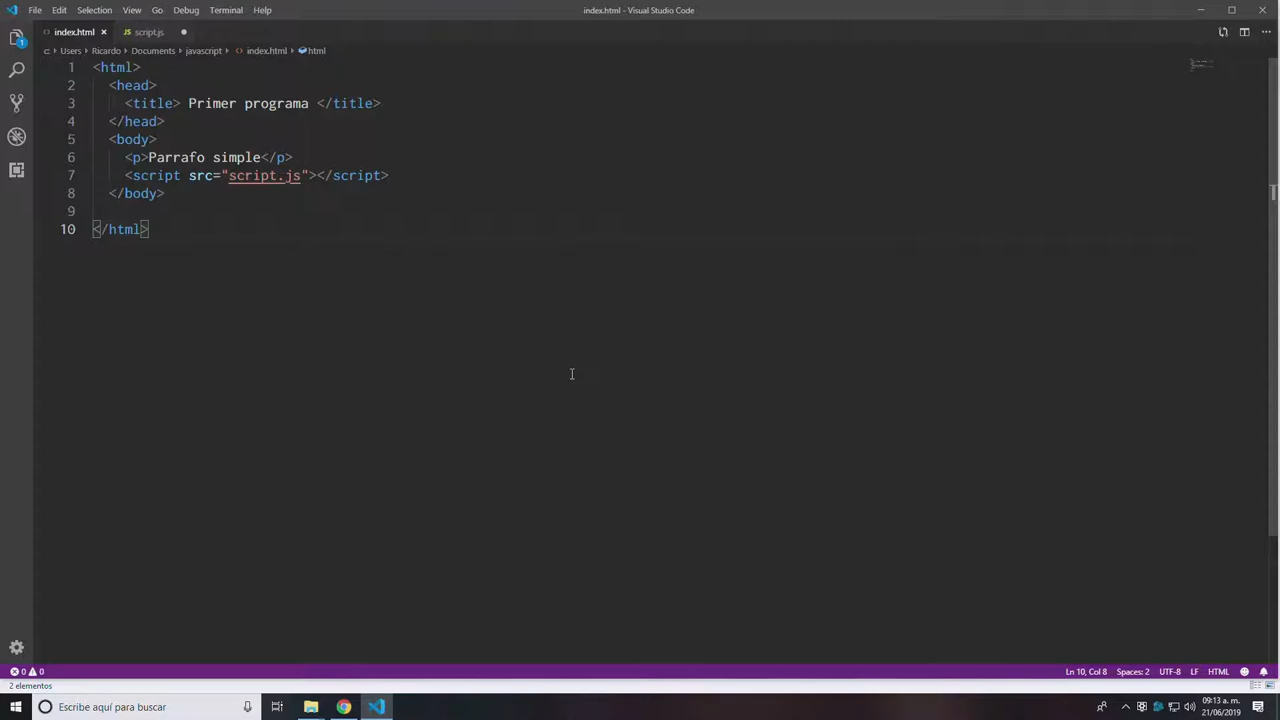 File Edit Selection View Go Debug Terminal Help index.html - Visual Studio Code
index.html × script.js
1
c: › Users › Ricardo › Documents › javascript › index.html › html
1 <html>
2 <head>
3 <title> Primer programa </title>
4 </head>
5 <body>
6 <p>Parrafo simple</p>
7 <script src="script.js"></script>
8 </body>
9
10 </html>
0 0 Ln 10, Col 8 Spaces: 2 UTF-8 LF HTML
2 elementos
Escribe aquí para buscar
09:13 a. m.
21/06/2019